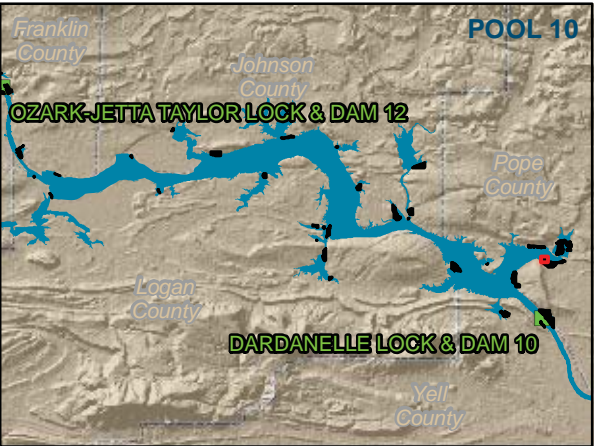 POOL 10
Franklin
County
Johnson
County
OZARK-JETTA TAYLOR LOCK & DAM 12
Pope
County
Logan
County
DARDANELLE LOCK & DAM 10
Yell
County